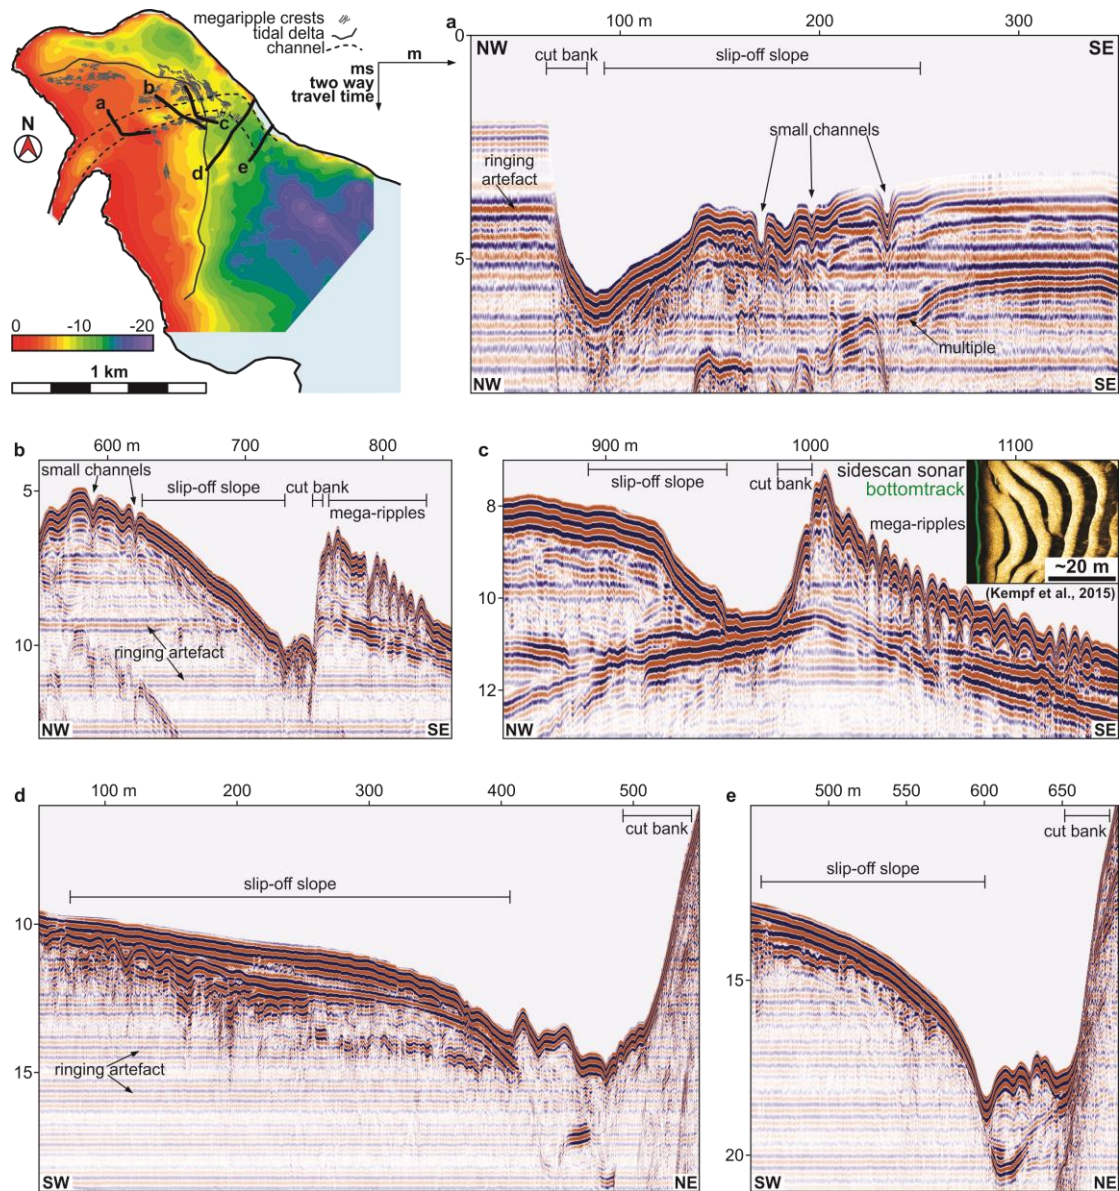 megaripple crests
tidal delta
channel
m
ms
two way
travel time
N
a
b
c
d
e
0 -10 -20
1 km
a
100 m 200 300
0
NW SE
cut bank slip-off slope
small channels
ringing
artefact
5
multiple
NW SE
b
600 m 700 800
5
small channels
slip-off slope
cut bank
mega-ripples
10
ringing artefact
NW SE
c
900 m 1000 1100
slip-off slope
cut bank
sidescan sonar
bottomtrack
mega-ripples
~20 m
(Kempf et al., 2015)
8
10
12
NW SE
d
100 m 200 300 400 500
cut bank
slip-off slope
10
ringing artefact
15
SW NE
e
500 m 550 600 650
cut bank
slip-off slope
15
20
SW NE